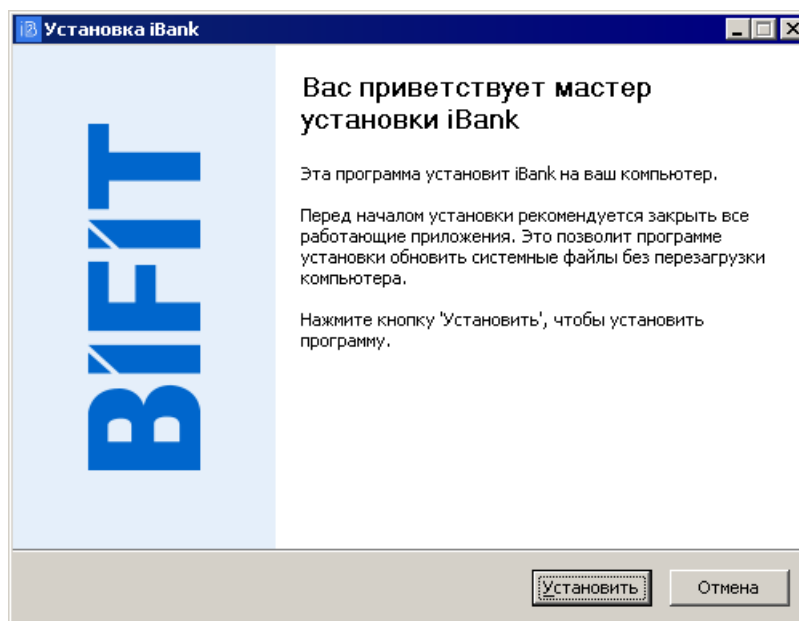 Установка iBank
Вас приветствует мастер
установки iBank
Эта программа установит iBank на ваш компьютер.
Перед началом установки рекомендуется закрыть все
работающие приложения. Это позволит программе
установки обновить системные файлы без перезагрузки
компьютера.
Нажмите кнопку 'Установить', чтобы установить
программу.
BIFIT
Установить
Отмена